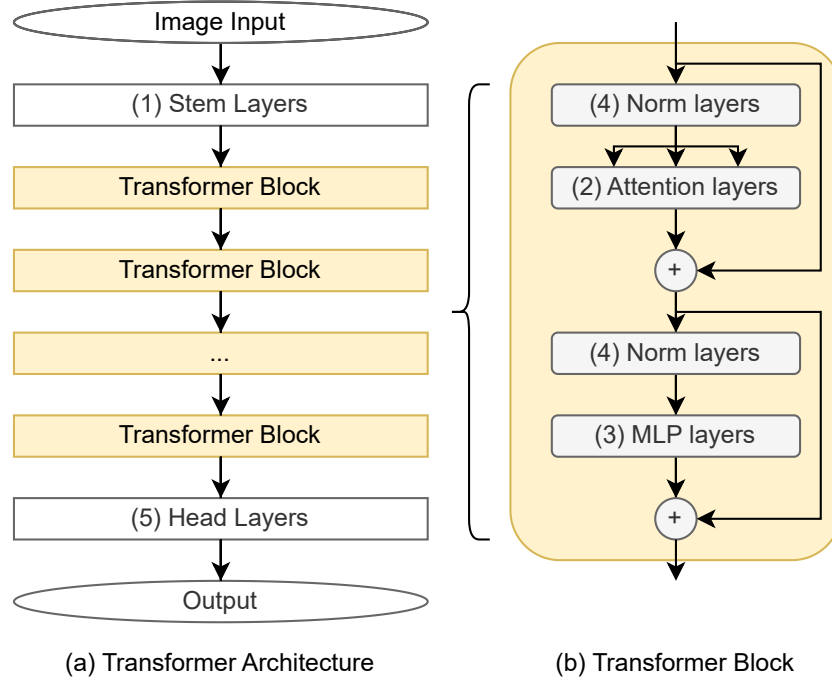 Image Input
(1) Stem Layers
Transformer Block
Transformer Block
...
Transformer Block
(5) Head Layers
Output
(a) Transformer Architecture
(4) Norm layers
(2) Attention layers
+
(4) Norm layers
(3) MLP layers
+
(b) Transformer Block